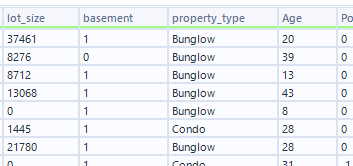 lot_size basement property_type Age Po
37461 1 Bunglow 20 0
8276 0 Bunglow 39 0
8712 1 Bunglow 13 0
13068 1 Bunglow 43 0
0 1 Bunglow 8 0
1445 1 Condo 28 0
21780 1 Bunglow 28 0
0 1 Condo 31 1